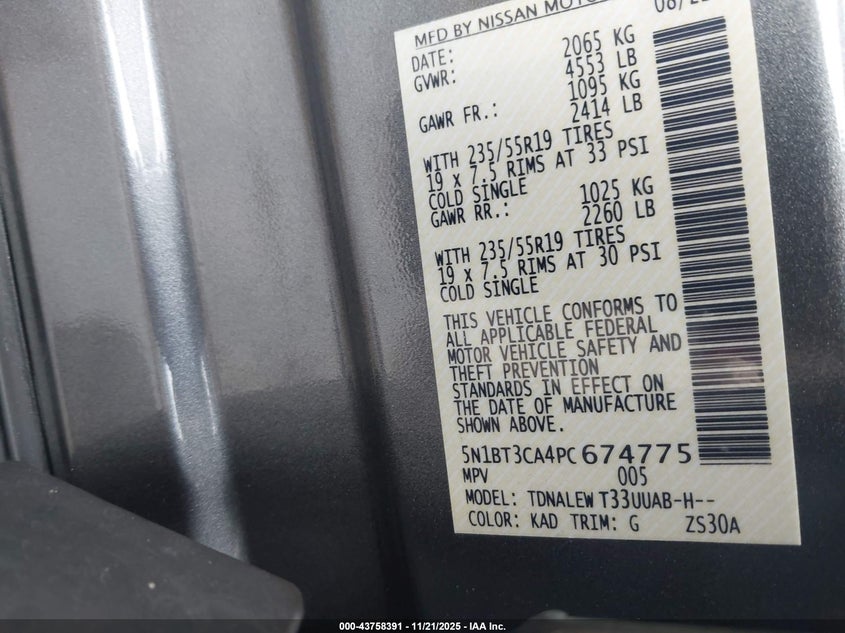 MFD BY NISSAN MOTOR
DATE:
GVWR: 2065 KG
4553 LB
GAWR FR.: 1095 KG
2414 LB
WITH 235/55R19 TIRES
19 x 7.5 RIMS AT 33 PSI
COLD SINGLE
GAWR RR.: 1025 KG
2260 LB
WITH 235/55R19 TIRES
19 x 7.5 RIMS AT 30 PSI
COLD SINGLE
THIS VEHICLE CONFORMS TO
ALL APPLICABLE FEDERAL
MOTOR VEHICLE SAFETY AND
THEFT PREVENTION
STANDARDS IN EFFECT ON
THE DATE OF MANUFACTURE
SHOWN ABOVE.
5N1BT3CA4PC674775
MPV 005
MODEL: TDNALEW T33UUAB-H--
COLOR: KAD TRIM: G ZS30A
000-43758391 - 11/21/2025 - IAA Inc.